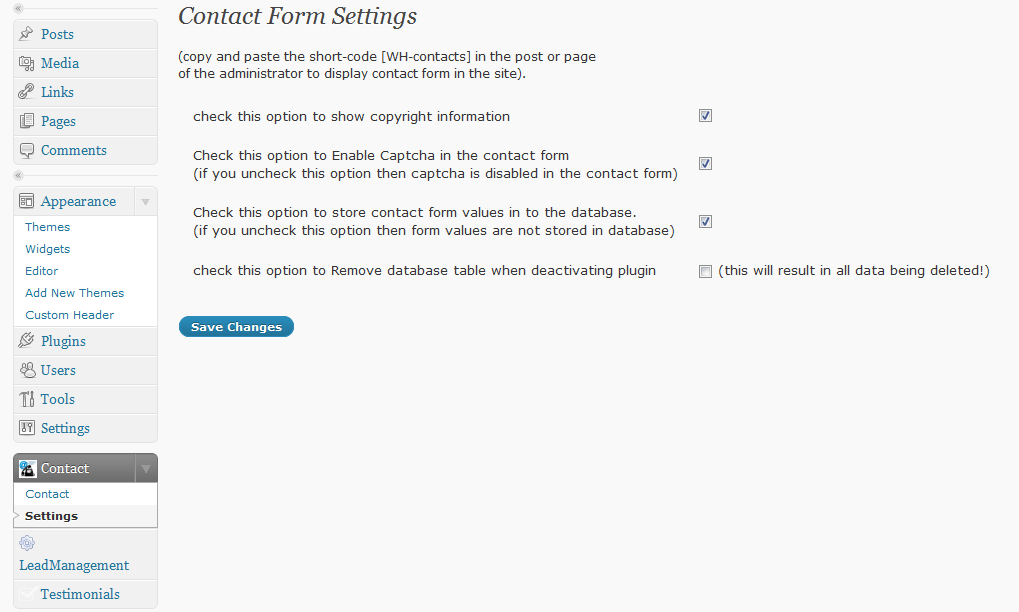 Posts
Media
Links
Pages
Comments
Appearance
Themes
Widgets
Editor
Add New Themes
Custom Header
Plugins
Users
Tools
Settings
Contact
Contact
Settings
LeadManagement
Testimonials
Contact Form Settings
(copy and paste the short-code [WH-contacts] in the post or page
of the administrator to display contact form in the site).
check this option to show copyright information
Check this option to Enable Captcha in the contact form
(if you uncheck this option then captcha is disabled in the contact form)
Check this option to store contact form values in to the database.
(if you uncheck this option then form values are not stored in database)
check this option to Remove database table when deactivating plugin (this will result in all data being deleted!)
Save Changes